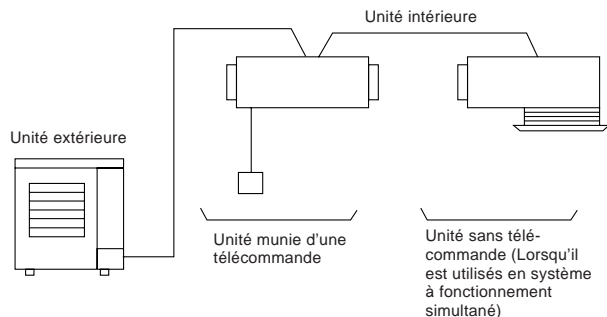 Unité intérieure
Unité extérieure
Unité munie d'une
télécommande
Unité sans télé-
commande (Lorsqu'il
est utilisés en système
à fonctionnement
simultané)